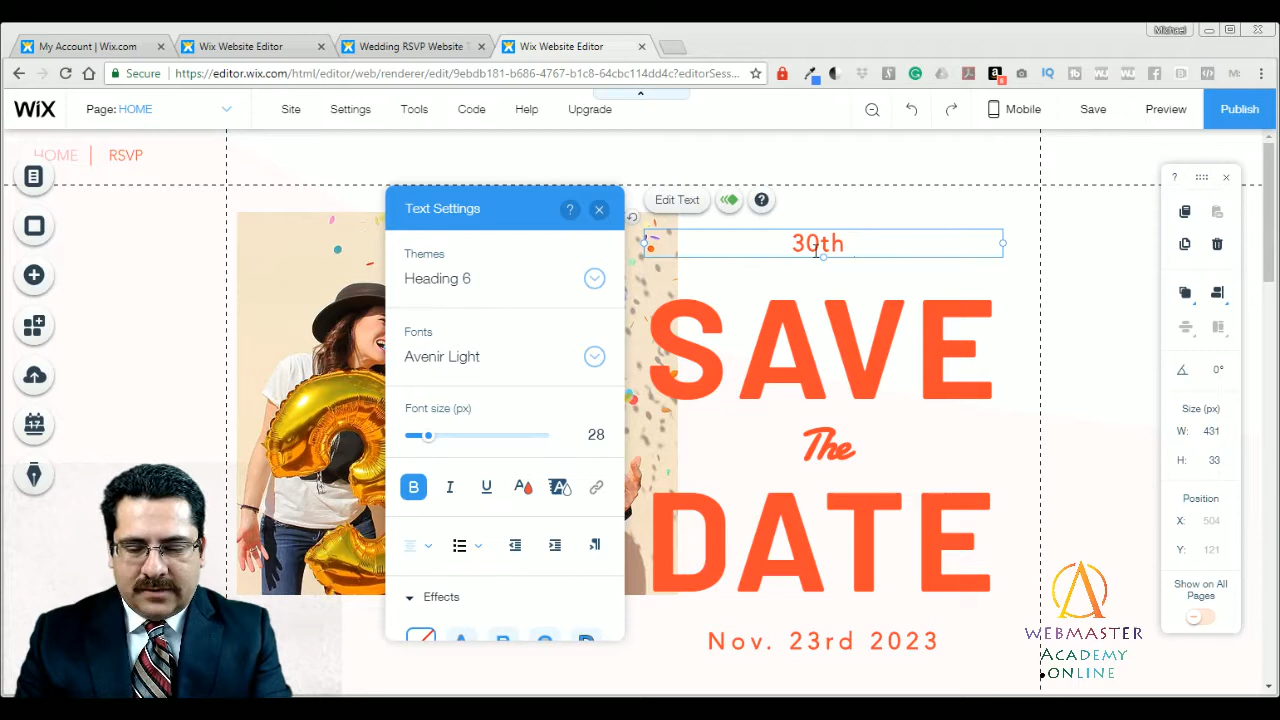 Michael
My Account | Wix.com
Wix Website Editor
Wedding RSVP Website T
Wix Website Editor
Secure
https://editor.wix.com/html/editor/web/renderer/edit/9ebdb181-b686-4767-b1c8-64cbc114dd4c?editorSess...
WiX
Page: HOME
Site
Settings
Tools
Code
Help
Upgrade
Mobile
Save
Preview
Publish
HOME
RSVP
Text Settings
?
Edit Text
?
Themes
Heading 6
Fonts
Avenir Light
Font size (px)
28
B I U
Effects
30th
SAVE
The
DATE
Nov. 23rd 2023
?
0°
Size (px)
W: 431
H: 33
Position
X: 504
Y: 121
Show on All
Pages
17
WEBMASTER
ACADEMY
.ONLINE